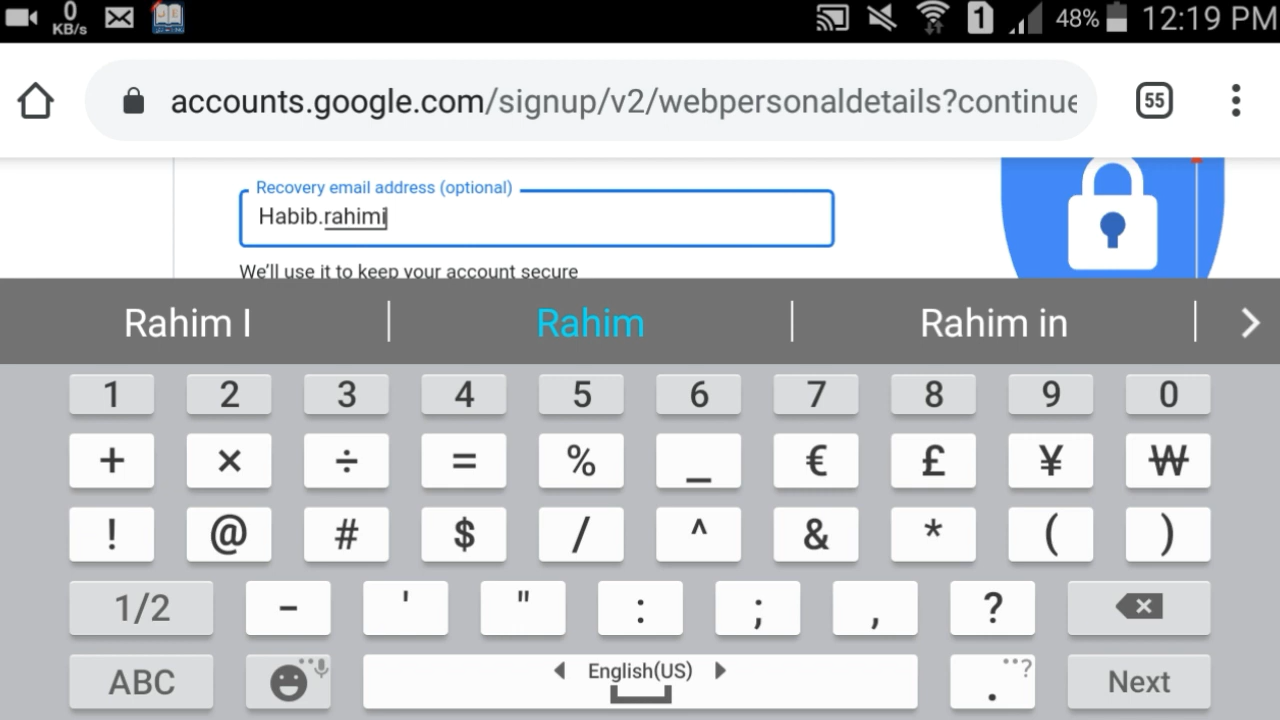 0
KB/s
1
48%
12:19 PM
accounts.google.com/signup/v2/webpersonaldetails?continue
55
Recovery email address (optional)
Habib.rahimi
We'll use it to keep your account secure
Rahim I
Rahim
Rahim in
>
1 2 3 4 5 6 7 8 9 0
+ × ÷ = % _ € £ ¥ ₩
! @ # $ / ^ & * ( )
1/2 - ' " : ; , ?
ABC English(US) . ? Next